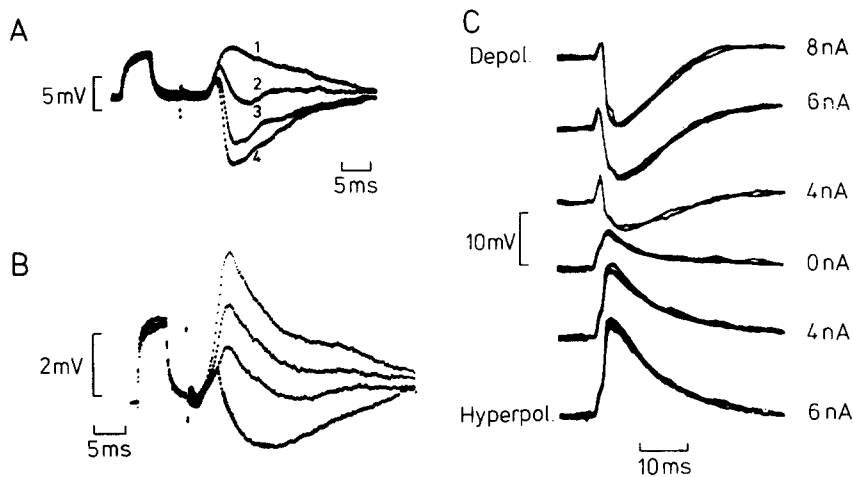 A
1
2
3
4
5mV
5ms
B
2mV
5ms
C
Depol.
8nA
6nA
4nA
10mV
0nA
4nA
Hyperpol.
6nA
10ms